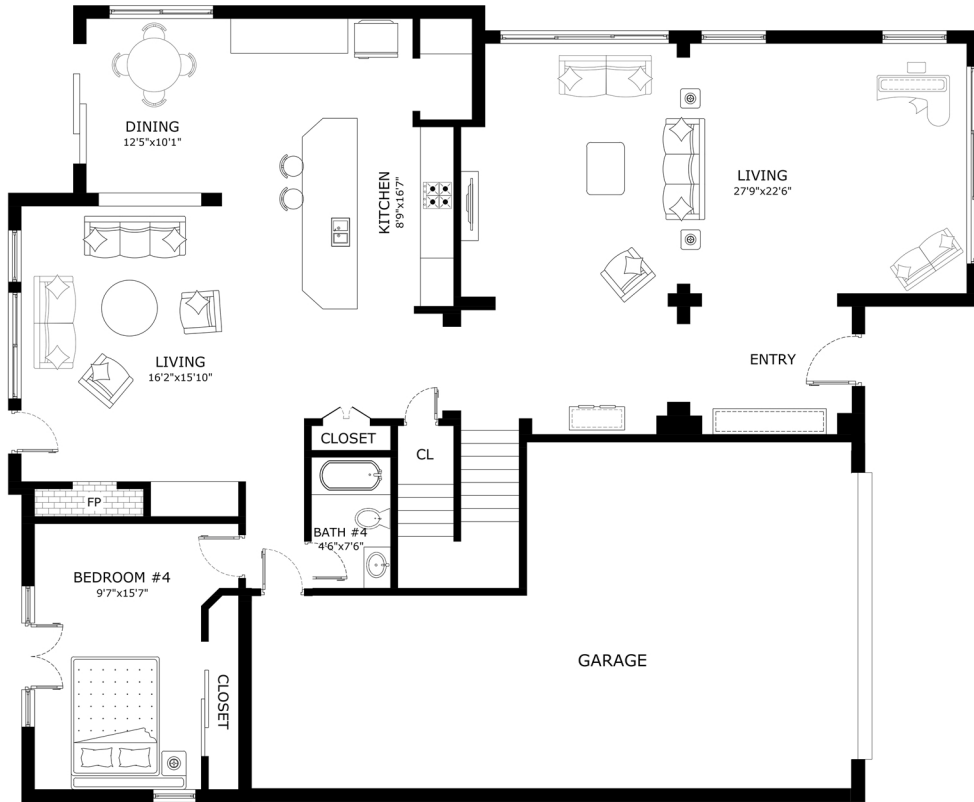 DINING
12'5"x10'1"
KITCHEN
8'9"x16'7"
LIVING
27'9"x22'6"
LIVING
16'2"x15'10"
ENTRY
CLOSET
CL
FP
BATH #4
4'6"x7'6"
BEDROOM #4
9'7"x15'7"
CLOSET
GARAGE